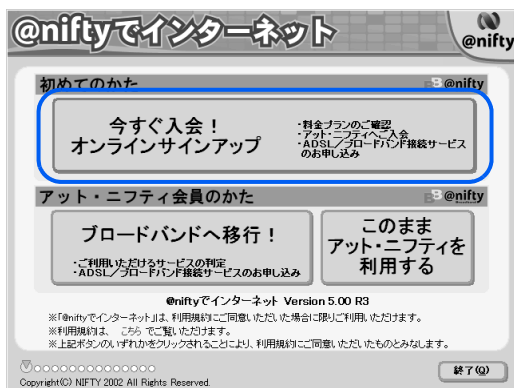 @niftyでインターネット
@nifty
初めてのかた
@nifty
今すぐ入会！
オンラインサインアップ
・料金プランのご確認
・アット・ニフティへご入会
・ADSL／ブロードバンド接続サービス
のお申し込み
アット・ニフティ会員のかた
@nifty
ブロードバンドへ移行！
・ご利用いただけるサービスの判定
・ADSL／ブロードバンド接続サービスのお申し込み
このまま
アット・ニフティを
利用する
@niftyでインターネット Version 5.00 R3
※「@niftyでインターネット」は、利用規約にご同意いただいた場合に限りご利用いただけます。
※利用規約は、こちら でご覧いただけます。
※上記ボタンのいずれかをクリックされることにより、利用規約にご同意いただいたものとみなします。
Copyright(C) NIFTY 2002 All Rights Reserved.
終了(Q)